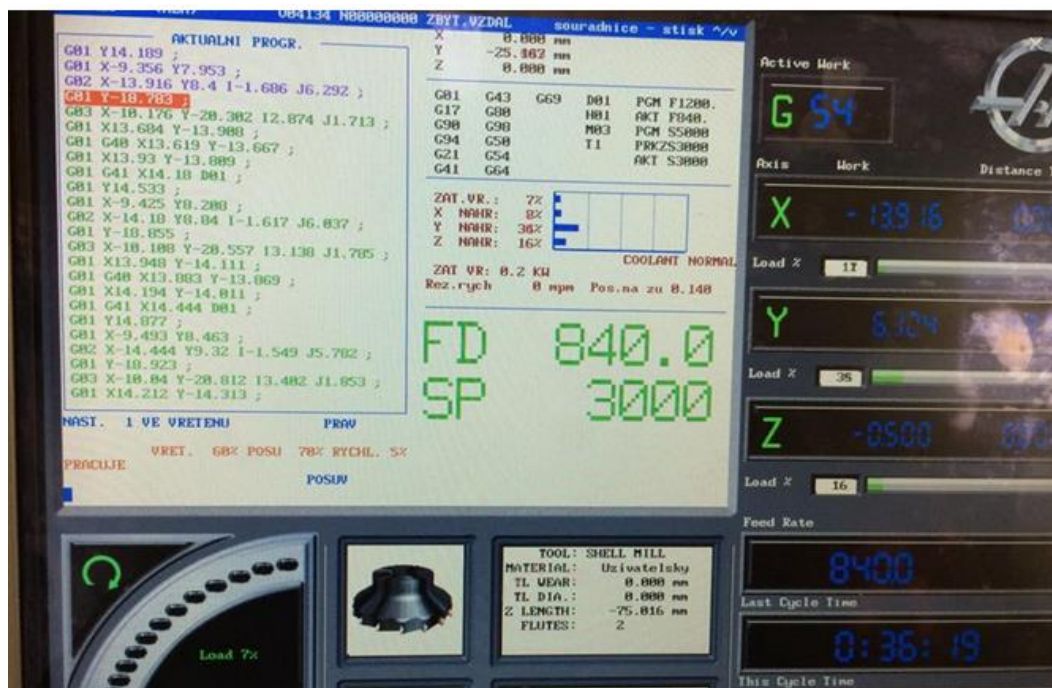 U04134 N00000000 ZBYT.VZDAL souradnice - stisk ^/v
AKTUALNI PROGR.
G01 Y14.189 ;
G01 X-9.356 Y7.953 ;
G02 X-13.916 Y8.4 I-1.686 J6.292 ;
G01 Y-18.783 ;
G03 X-10.176 Y-20.302 I2.874 J1.713 ;
G01 X13.684 Y-13.908 ;
G01 G40 X13.619 Y-13.667 ;
G01 X13.93 Y-13.809 ;
G01 G41 X14.18 D01 ;
G01 Y14.533 ;
G01 X-9.425 Y8.208 ;
G02 X-14.18 Y8.84 I-1.617 J6.037 ;
G01 Y-18.855 ;
G03 X-10.108 Y-20.557 I3.138 J1.785 ;
G01 X13.948 Y-14.111 ;
G01 G40 X13.883 Y-13.869 ;
G01 X14.194 Y-14.011 ;
G01 G41 X14.444 D01 ;
G01 Y14.877 ;
G01 X-9.493 Y8.463 ;
G02 X-14.444 Y9.32 I-1.549 J5.782 ;
G01 Y-18.923 ;
G03 X-10.04 Y-20.812 I3.402 J1.853 ;
G01 X14.212 Y-14.313 ;
X 0.000 mm
Y -25.462 mm
Z 0.000 mm
G01 G43 G69 D01 PGM F1200.
G17 G80 H01 AKT F840.
G90 G98 M03 PGM S5000
G94 G50 T1 PRKZS3000
G21 G54 AKT S3000
G41 G64
ZAT.VR.: 7%
X NAHR: 8%
Y NAHR: 36%
Z NAHR: 16%
COOLANT NORMAL
ZAT VR: 0.2 KW
Rez.rych 0 mpm Pos.na zu 0.140
FD 840.0
SP 3000
NAST. 1 VE VRETENU PRAV
VRET. 60% POSU 70% RYCHL. 5%
PRACUJE
POSUV
Load 7%
TOOL: SHELL MILL
MATERIAL: Uzivatelsky
TL WEAR: 0.000 mm
TL DIA.: 0.000 mm
Z LENGTH: -75.016 mm
FLUTES: 2
Active Work
G 54
Axis Work Distance
X -13.916
Load % 17
Y 6.124
Load %
Z -0.500
Load % 16
Feed Rate
840.0
Last Cycle Time
0:36:19
This Cycle Time